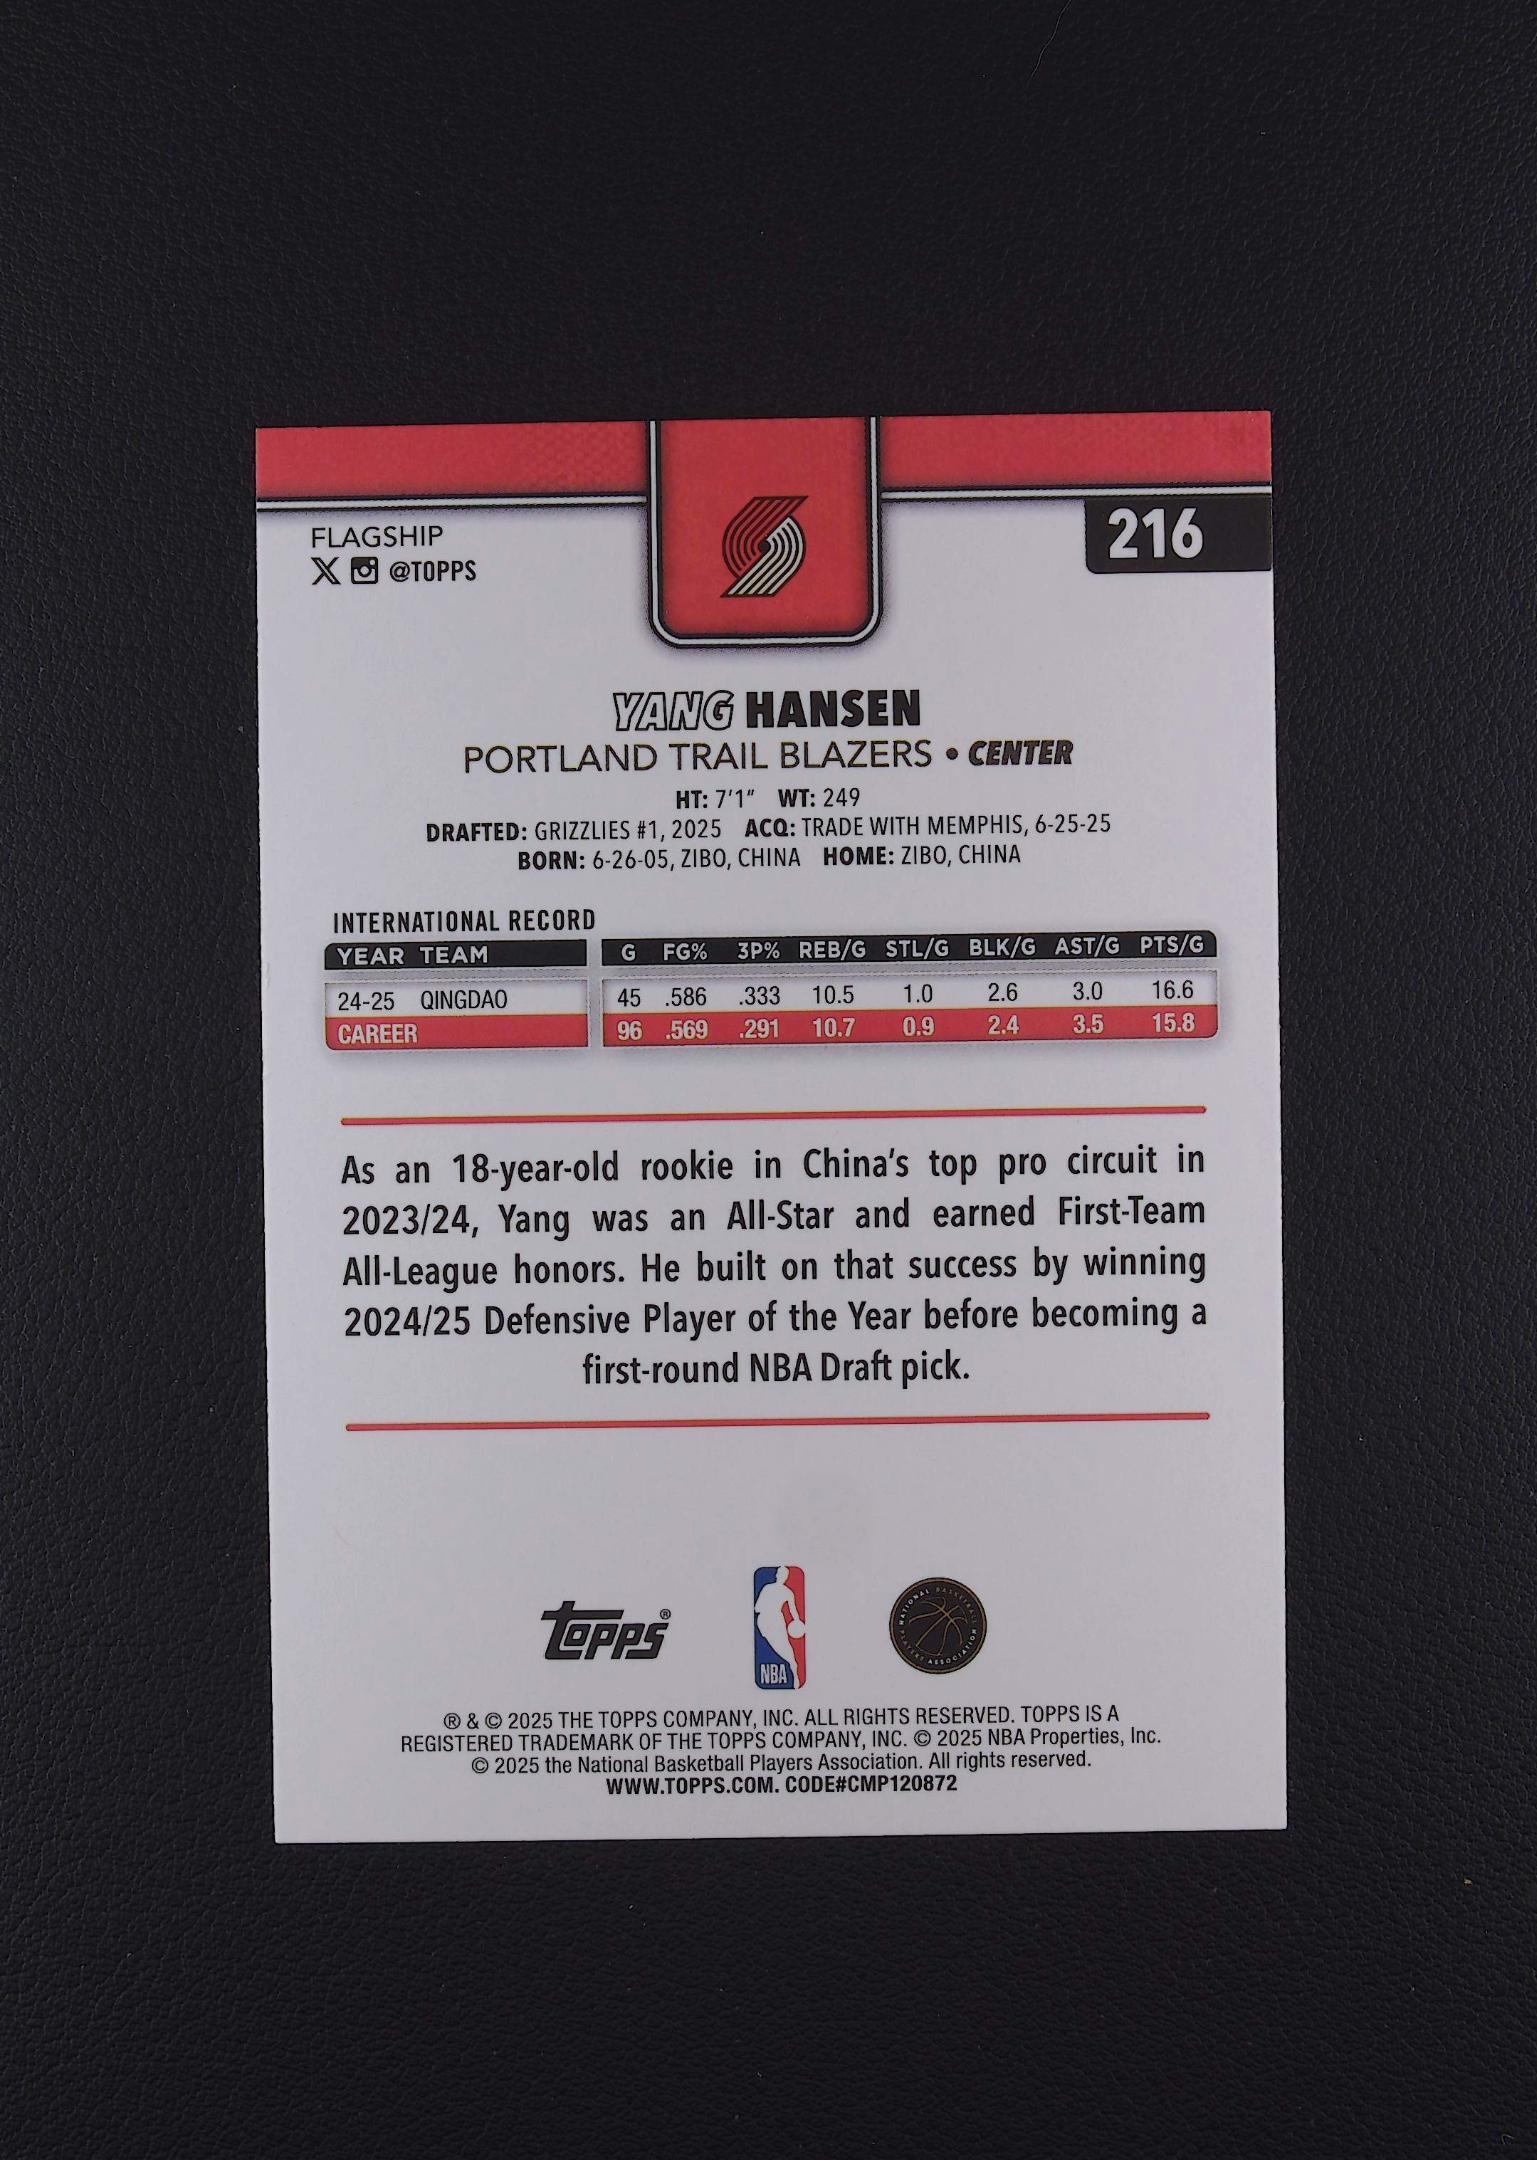 FLAGSHIP
@TOPPS
216
YANG HANSEN
PORTLAND TRAIL BLAZERS • CENTER
HT: 7'1" WT: 249
DRAFTED: GRIZZLIES #1, 2025 ACQ: TRADE WITH MEMPHIS, 6-25-25
BORN: 6-26-05, ZIBO, CHINA HOME: ZIBO, CHINA
INTERNATIONAL RECORD
YEAR TEAM G FG% 3P% REB/G STL/G BLK/G AST/G PTS/G
24-25 QINGDAO 45 .586 .333 10.5 1.0 2.6 3.0 16.6
CAREER 96 .569 .291 10.7 0.9 2.4 3.5 15.8
As an 18-year-old rookie in China's top pro circuit in
2023/24, Yang was an All-Star and earned First-Team
All-League honors. He built on that success by winning
2024/25 Defensive Player of the Year before becoming a
first-round NBA Draft pick.
topps®
NBA
NATIONAL BASKETBALL
PLAYERS ASSOCIATION
® & © 2025 THE TOPPS COMPANY, INC. ALL RIGHTS RESERVED. TOPPS IS A
REGISTERED TRADEMARK OF THE TOPPS COMPANY, INC. © 2025 NBA Properties, Inc.
© 2025 the National Basketball Players Association. All rights reserved.
WWW.TOPPS.COM. CODE#CMP120872